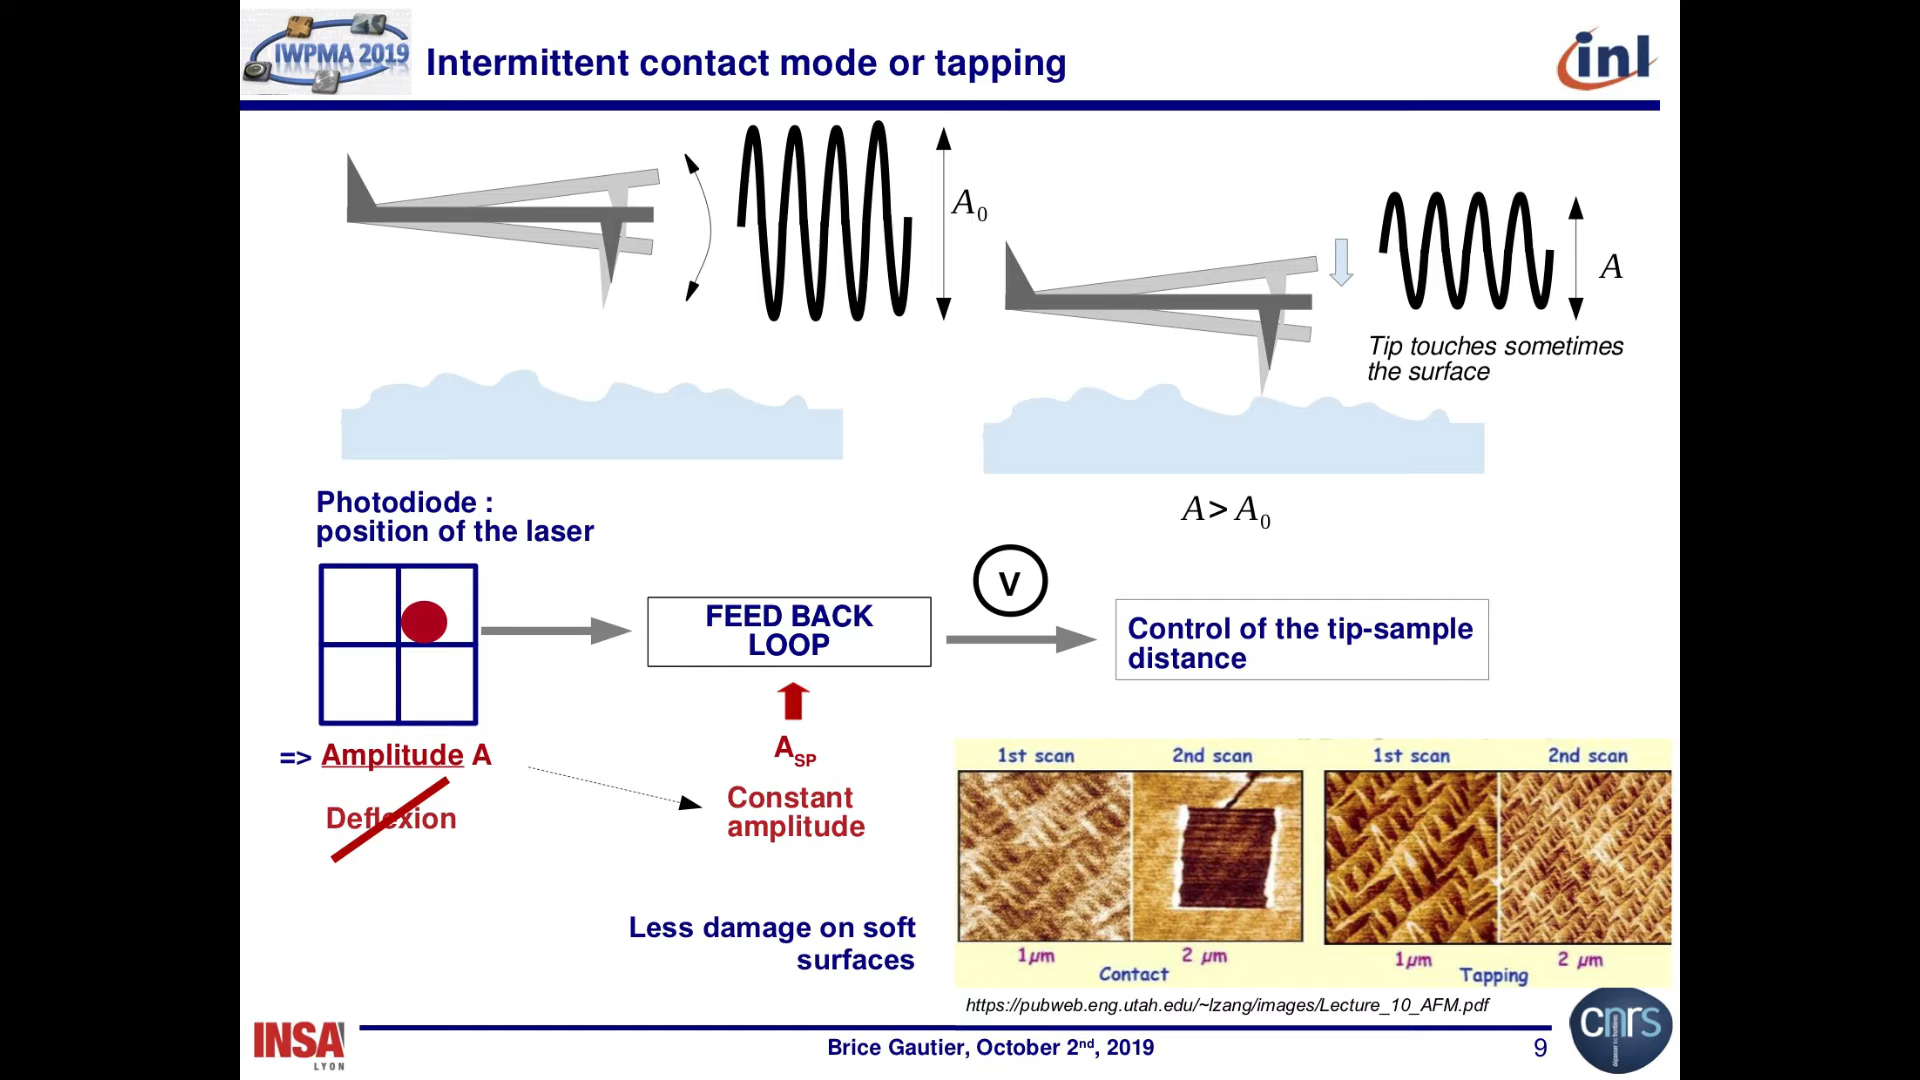 IWPMA 2019
Intermittent contact mode or tapping
inl
A0
A
Tip touches sometimes
the surface
A> A0
Photodiode :
position of the laser
V
FEED BACK
LOOP
Control of the tip-sample
distance
=> Amplitude A
Deflexion
ASP
Constant
amplitude
1st scan 2nd scan 1st scan 2nd scan
1µm 2 µm 1µm 2 µm
Contact Tapping
Less damage on soft
surfaces
https://pubweb.eng.utah.edu/~lzang/images/Lecture_10_AFM.pdf
INSA
LYON
Brice Gautier, October 2nd, 2019
9
cnrs